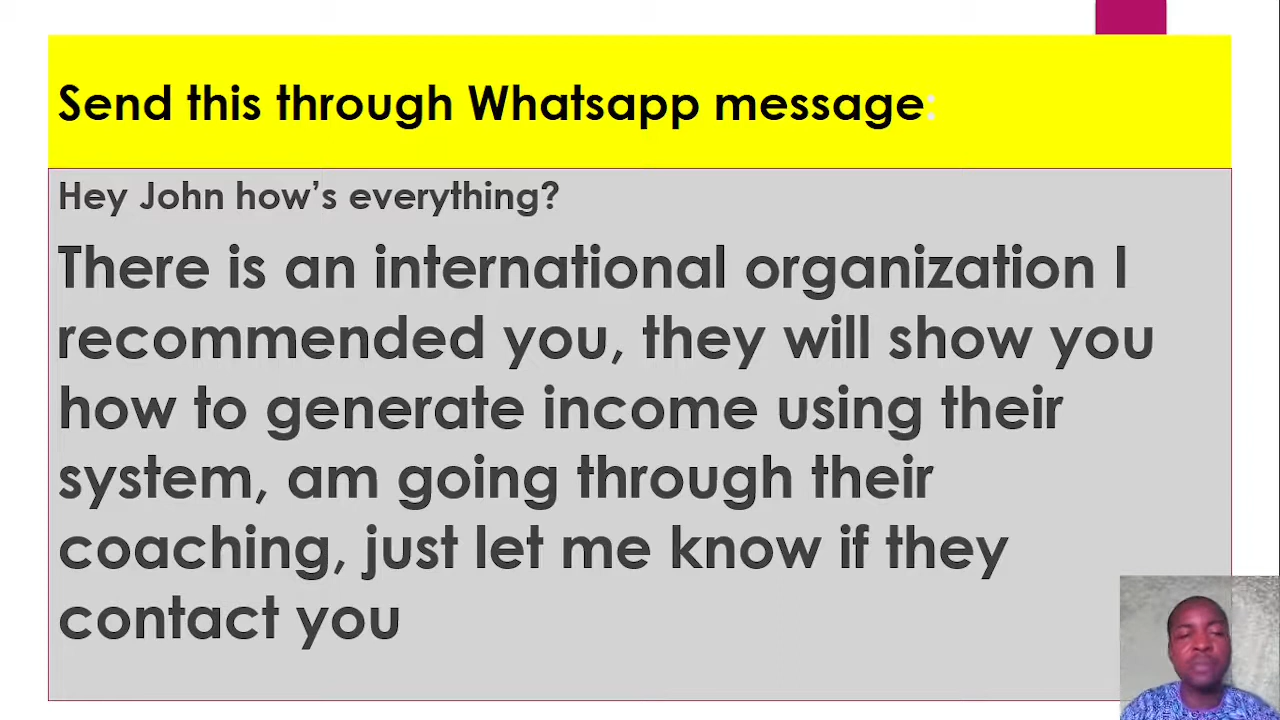 Send this through Whatsapp message:
Hey John how's everything?
There is an international organization I
recommended you, they will show you
how to generate income using their
system, am going through their
coaching, just let me know if they
contact you